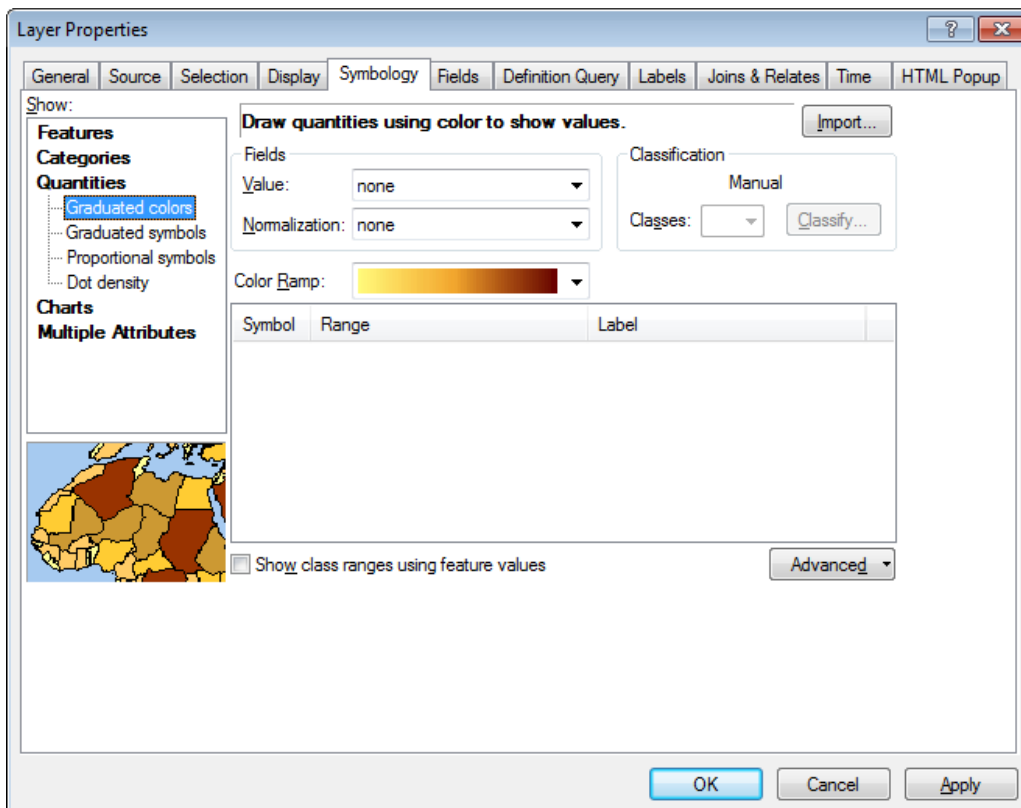 Layer Properties
General Source Selection Display Symbology Fields Definition Query Labels Joins & Relates Time HTML Popup
Show:
Features
Categories
Quantities
Graduated colors
Graduated symbols
Proportional symbols
Dot density
Charts
Multiple Attributes
Draw quantities using color to show values.
Import...
Fields
Value: none
Normalization: none
Classification
Manual
Classes:
Classify...
Color Ramp:
Symbol Range Label
Show class ranges using feature values
Advanced
OK Cancel Apply